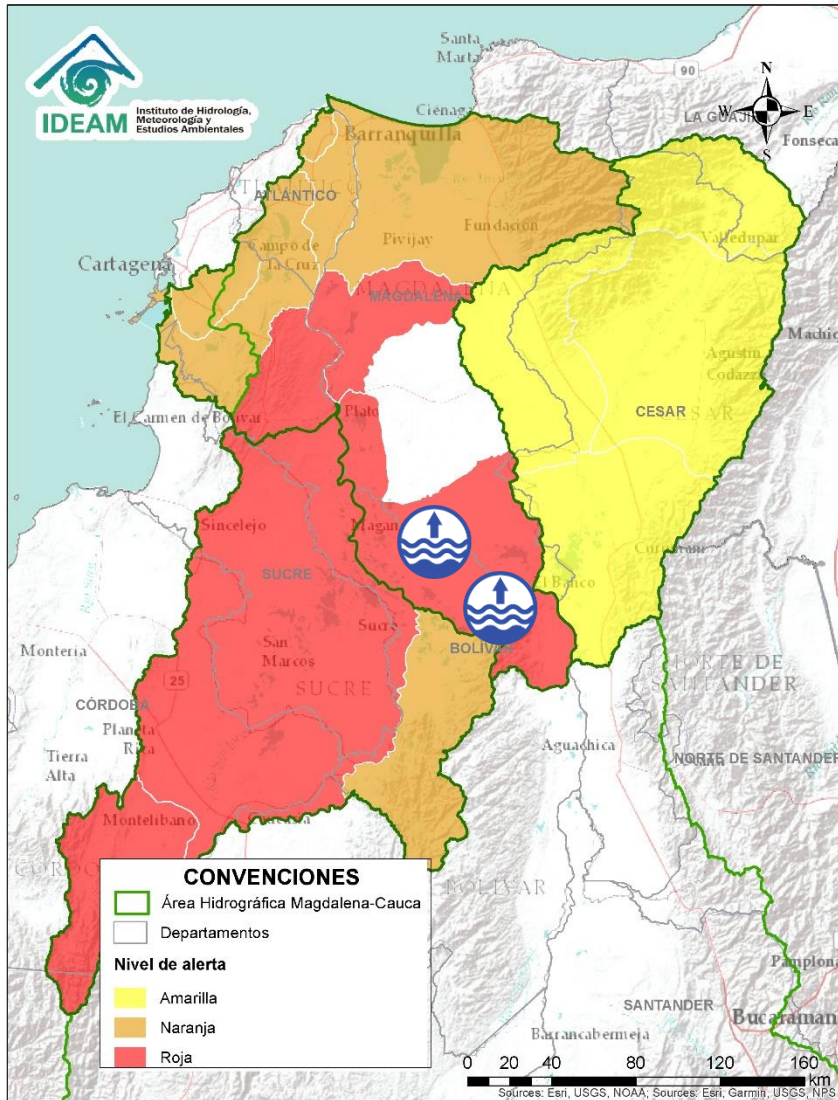 IDEAM
Instituto de Hidrología,
Meteorología y
Estudios Ambientales
Santa
Marta
90
N
W
E
S
Ciénaga
LA GUAJI
Fonseca
Barranquilla
ATLÁNTICO
Valledupar
Fundación
Pivijay
Campo de
la Cruz
Cartagena
MAGDALENA
Agustín
Codazzi
El Carmen de Bolívar
Plato
CESAR
Sincelejo
Magan
SUCRE
El Banco
Sucre
BOLÍVAR
Montería
San
Marcos
25
SUCRE
NORTE DE
SANTANDER
CÓRDOBA
Planeta
Rica
Aguachica
NORTE DE SANTANDER
Tierra
Alta
Montelíbano
BOLÍVAR
CONVENCIONES
Área Hidrográfica Magdalena-Cauca
Departamentos
Nivel de alerta
Amarilla
Naranja
Roja
Pamplona
SANTANDER
Bucaraman
Barrancabermeja
0 20 40 80 120 160
km
Sources: Esri, USGS, NOAA; Sources: Esri, Garmin, USGS, NPS